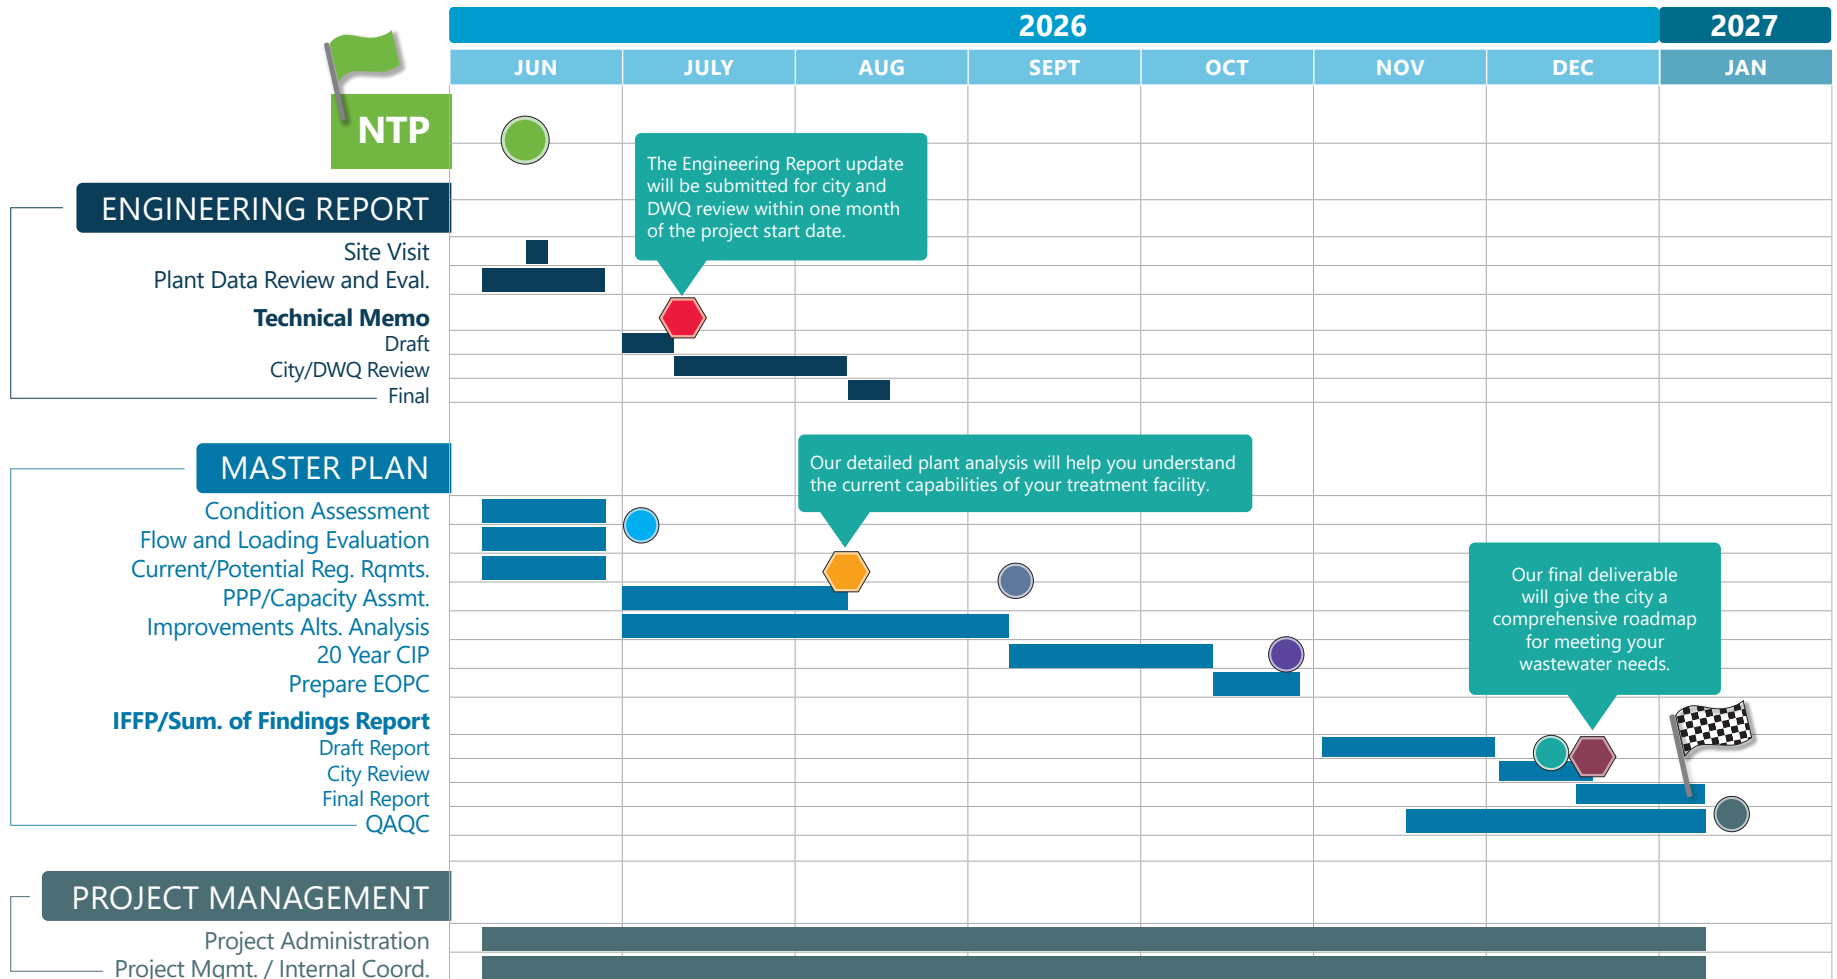 2026
2027
JUN
JULY
AUG
SEPT
OCT
NOV
DEC
JAN
NTP
The Engineering Report update
will be submitted for city and
DWQ review within one month
of the project start date.
ENGINEERING REPORT
Site Visit
Plant Data Review and Eval.
Technical Memo
Draft
City/DWQ Review
Final
MASTER PLAN
Our detailed plant analysis will help you understand
the current capabilities of your treatment facility.
Condition Assessment
Flow and Loading Evaluation
Current/Potential Reg. Rqmts.
PPP/Capacity Assmt.
Improvements Alts. Analysis
20 Year CIP
Prepare EOPC
Our final deliverable
will give the city a
comprehensive roadmap
for meeting your
wastewater needs.
IFFP/Sum. of Findings Report
Draft Report
City Review
Final Report
QAQC
PROJECT MANAGEMENT
Project Administration
Project Mgmt. / Internal Coord.